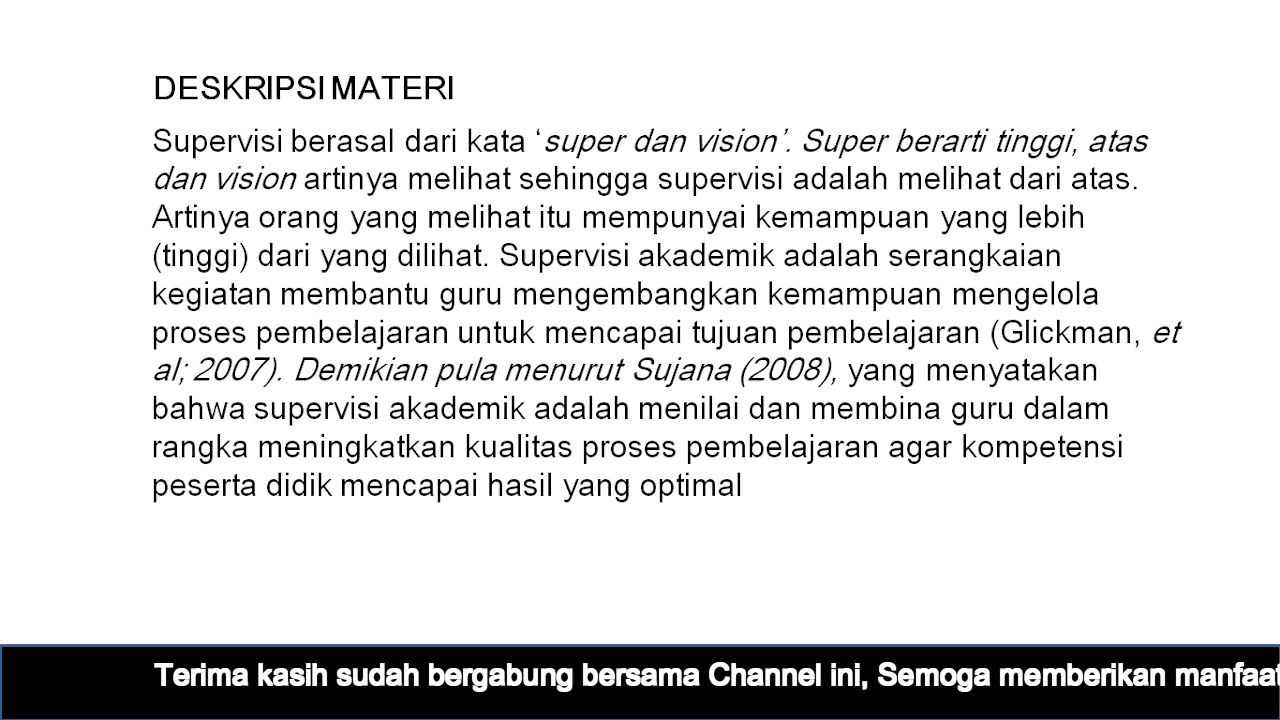 DESKRIPSI MATERI
Supervisi berasal dari kata ‘super dan vision’. Super berarti tinggi, atas
dan vision artinya melihat sehingga supervisi adalah melihat dari atas.
Artinya orang yang melihat itu mempunyai kemampuan yang lebih
(tinggi) dari yang dilihat. Supervisi akademik adalah serangkaian
kegiatan membantu guru mengembangkan kemampuan mengelola
proses pembelajaran untuk mencapai tujuan pembelajaran (Glickman, et
al; 2007). Demikian pula menurut Sujana (2008), yang menyatakan
bahwa supervisi akademik adalah menilai dan membina guru dalam
rangka meningkatkan kualitas proses pembelajaran agar kompetensi
peserta didik mencapai hasil yang optimal
Terima kasih sudah bergabung bersama Channel ini, Semoga memberikan manfaat